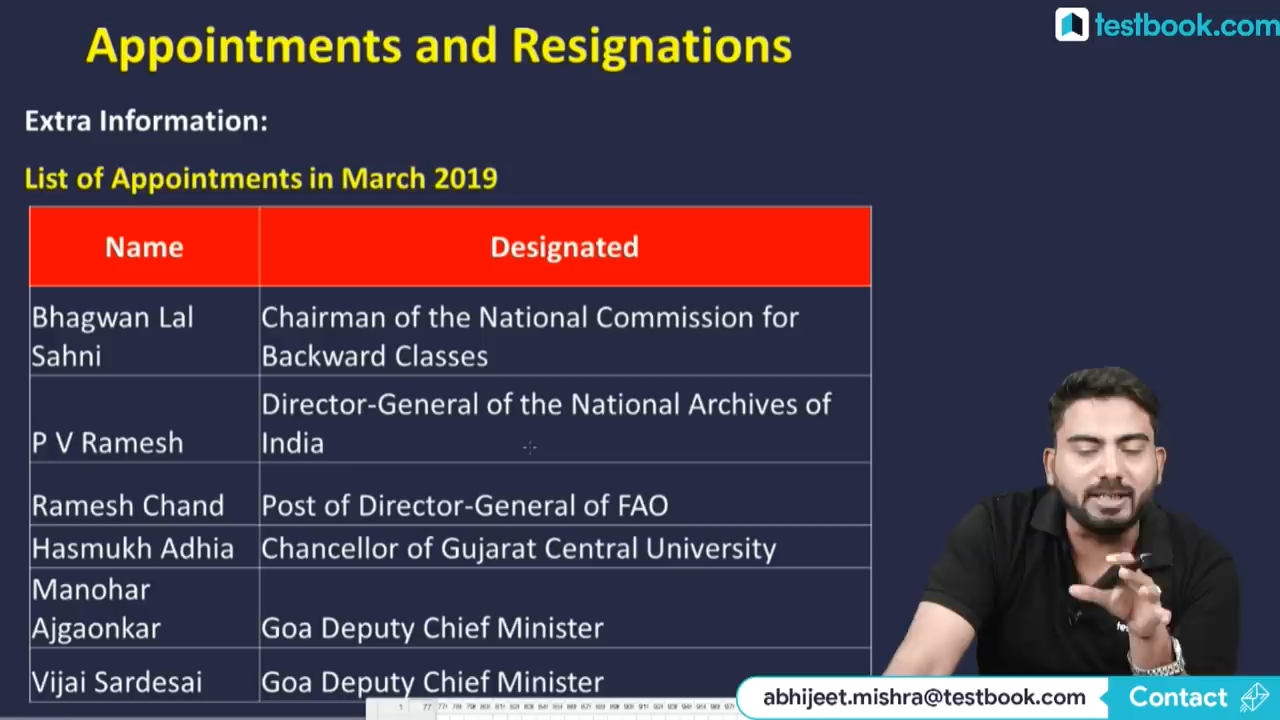 Appointments and Resignations
testbook.com
Extra Information:
List of Appointments in March 2019
Name Designated
Bhagwan Lal Sahni Chairman of the National Commission for Backward Classes
P V Ramesh Director-General of the National Archives of India
Ramesh Chand Post of Director-General of FAO
Hasmukh Adhia Chancellor of Gujarat Central University
Manohar Ajgaonkar Goa Deputy Chief Minister
Vijai Sardesai Goa Deputy Chief Minister
abhijeet.mishra@testbook.com Contact
1 77